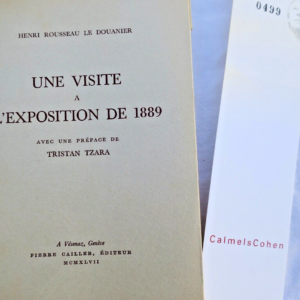 HENRI ROUSSEAU LE DOUANIER
UNE VISITE
A
L'EXPOSITION DE 1889
AVEC UNE PRÉFACE DE
TRISTAN TZARA
A Vésenaz, Genève
PIERRE CAILLER, ÉDITEUR
MCMXLVII
0499
CalmelsCohen